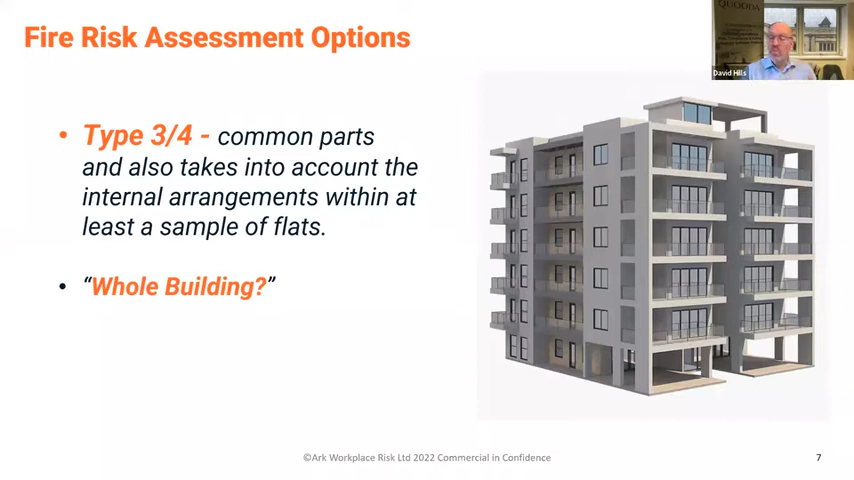 Fire Risk Assessment Options
QUODDA
David Hills
• Type 3/4 - common parts
and also takes into account the
internal arrangements within at
least a sample of flats.
• “Whole Building?”
©Ark Workplace Risk Ltd 2022 Commercial in Confidence
7